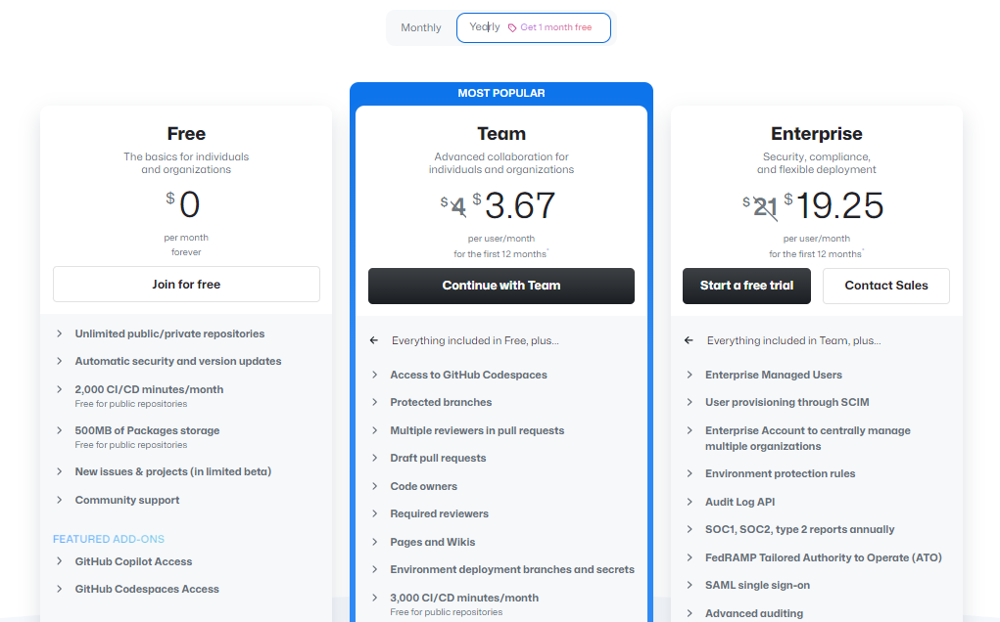 Monthly
Yearly Get 1 month free
MOST POPULAR
Free
The basics for individuals
and organizations
$0
per month
forever
Join for free
Unlimited public/private repositories
Automatic security and version updates
2,000 CI/CD minutes/month
Free for public repositories
500MB of Packages storage
Free for public repositories
New issues & projects (in limited beta)
Community support
FEATURED ADD-ONS
GitHub Copilot Access
GitHub Codespaces Access
Team
Advanced collaboration for
individuals and organizations
$4 $3.67
per user/month
for the first 12 months*
Continue with Team
Everything included in Free, plus...
Access to GitHub Codespaces
Protected branches
Multiple reviewers in pull requests
Draft pull requests
Code owners
Required reviewers
Pages and Wikis
Environment deployment branches and secrets
3,000 CI/CD minutes/month
Free for public repositories
Enterprise
Security, compliance,
and flexible deployment
$21 $19.25
per user/month
for the first 12 months*
Start a free trial
Contact Sales
Everything included in Team, plus...
Enterprise Managed Users
User provisioning through SCIM
Enterprise Account to centrally manage
multiple organizations
Environment protection rules
Audit Log API
SOC1, SOC2, type 2 reports annually
FedRAMP Tailored Authority to Operate (ATO)
SAML single sign-on
Advanced auditing